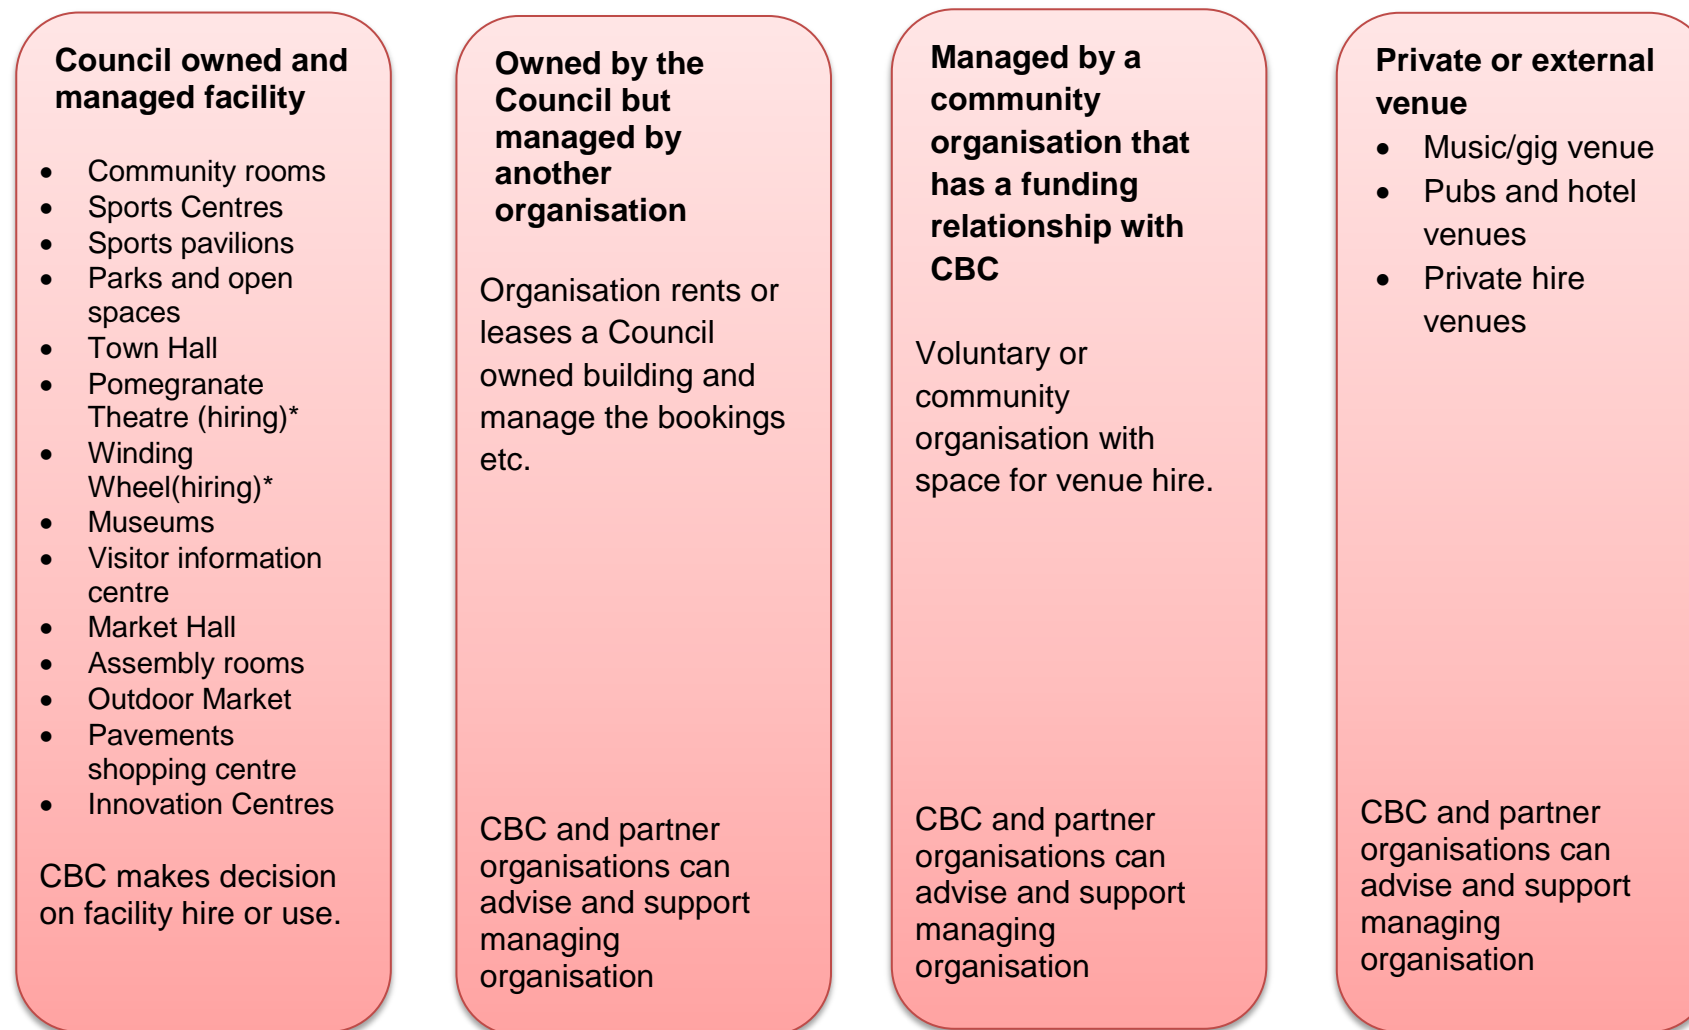 Council owned and
managed facility
• Community rooms
• Sports Centres
• Sports pavilions
• Parks and open
spaces
• Town Hall
• Pomegranate
Theatre (hiring)*
• Winding
Wheel(hiring)*
• Museums
• Visitor information
centre
• Market Hall
• Assembly rooms
• Outdoor Market
• Pavements
shopping centre
• Innovation Centres
CBC makes decision
on facility hire or use.
Owned by the
Council but
managed by
another
organisation
Organisation rents or
leases a Council
owned building and
manage the bookings
etc.
CBC and partner
organisations can
advise and support
managing
organisation
Managed by a
community
organisation that
has a funding
relationship with
CBC
Voluntary or
community
organisation with
space for venue hire.
CBC and partner
organisations can
advise and support
managing
organisation
Private or external
venue
• Music/gig venue
• Pubs and hotel
venues
• Private hire
venues
CBC and partner
organisations can
advise and support
managing
organisation